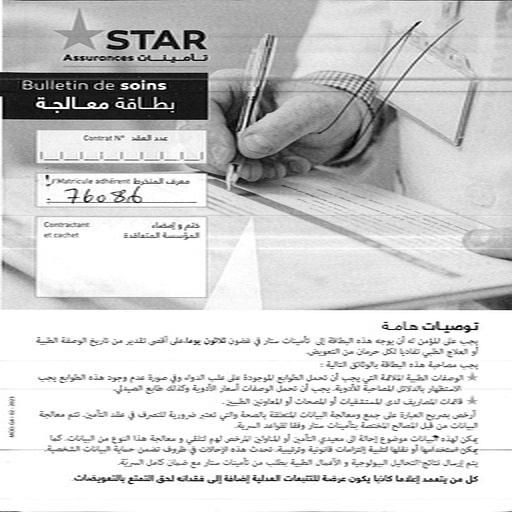 STAR
Assurances تأمينات
Bulletin de soins
بطاقة معالجة
Contrat N° عدد العقد
Matricule adhérent معرف المنخرط
76086
Contractant ختم و إمضاء
et cachet المؤسسة المتعاقدة
توصيات هامة
يجب على المؤمن له أن يوجه هذه البطاقة إلى تأمينات ستار في غضون ثلاثون يوما، على أقصى تقدير من تاريخ الوصفة الطبية
أو العلاج الطبي تفاديا لكل حرمان من التعويض.
يجب مصاحبة هذه البطاقة بالوثائق التالية :
★ الوصفات الطبية الملائمة التي يجب أن تحمل الطوابع الموجودة على علب الدواء وفي صورة عدم وجود هذه الطوابع يجب
الاستظهار بالدلائل المصاحبة للأدوية. يجب أن تحمل الوصفات أسعار الأدوية وكذلك طابع الصيدلي.
★ قائمات المصاريف لدى المستشفيات أو المصحات أو المعاونين الطبيين.
أرخص بصريح العبارة على جمع ومعالجة البيانات المتعلقة بالصحة والتي تعتبر ضرورية للتصرف في عقد التأمين. تتم معالجة
البيانات من قبل المصالح المختصة بتأمينات ستار وفقا لقواعد السرية.
يمكن لهذه البيانات موضوع إحالة إلى معيدي التأمين أو المناولين المرخص لهم لتلقي و معالجة هذا النوع من البيانات. كما
يمكن استخدامها أو نقلها لتلبية إلتزامات قانونية وترتيبية. تحدث هذه الإحالات في ظروف تضمن حماية البيانات الشخصية.
يتم إرسال نتائج التحاليل البيولوجية و الأعمال الطبية بطلب من تأمينات ستار مع ضمان كامل السرية.
كل من يتعمد إعلاما كاذبا يكون عرضة للتتبعات العدلية إضافة إلى فقدانه لحق التمتع بالتعويضات.